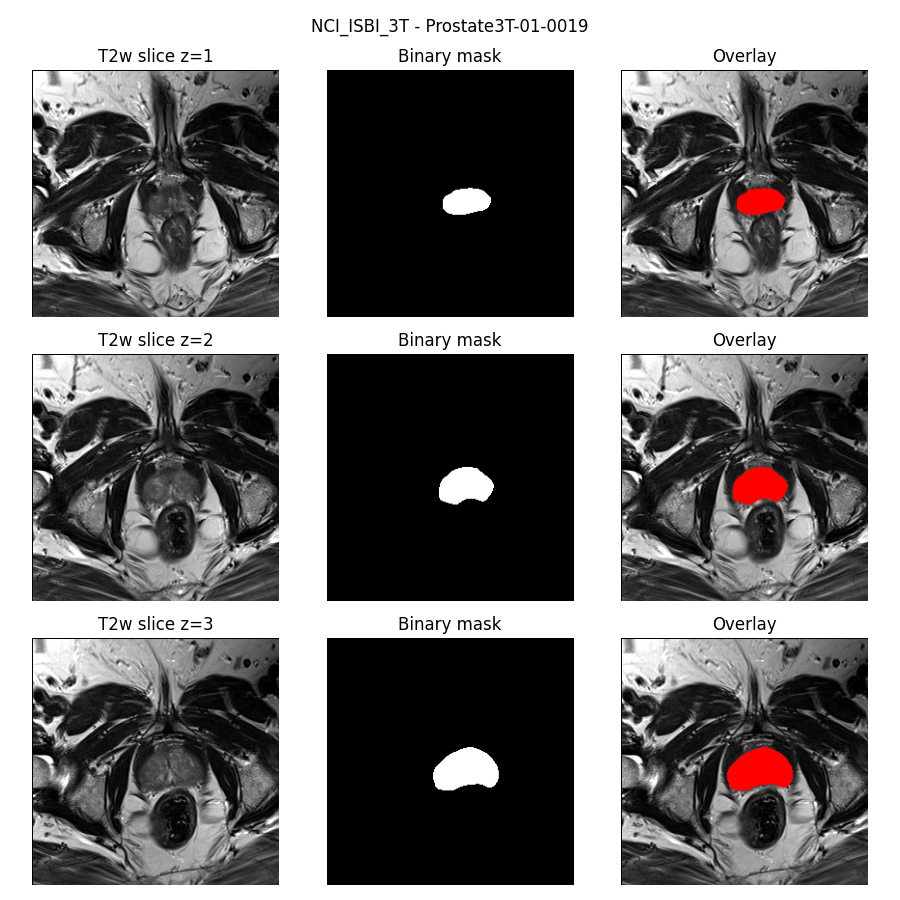 NCI_ISBI_3T - Prostate3T-01-0019
T2w slice z=1
Binary mask
Overlay
T2w slice z=2
Binary mask
Overlay
T2w slice z=3
Binary mask
Overlay